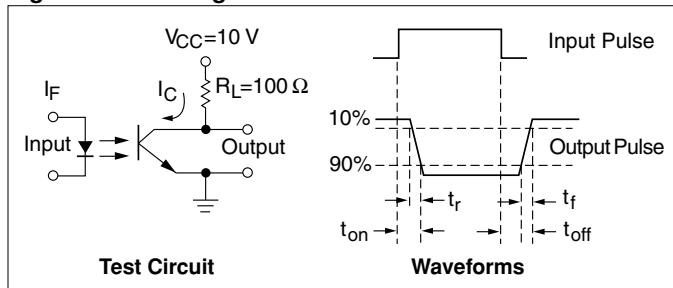 VCC=10 V
IF
IC
RL=100 Ω
Input
Output
Test Circuit
Input Pulse
10%
Output Pulse
90%
tr
tf
ton
toff
Waveforms